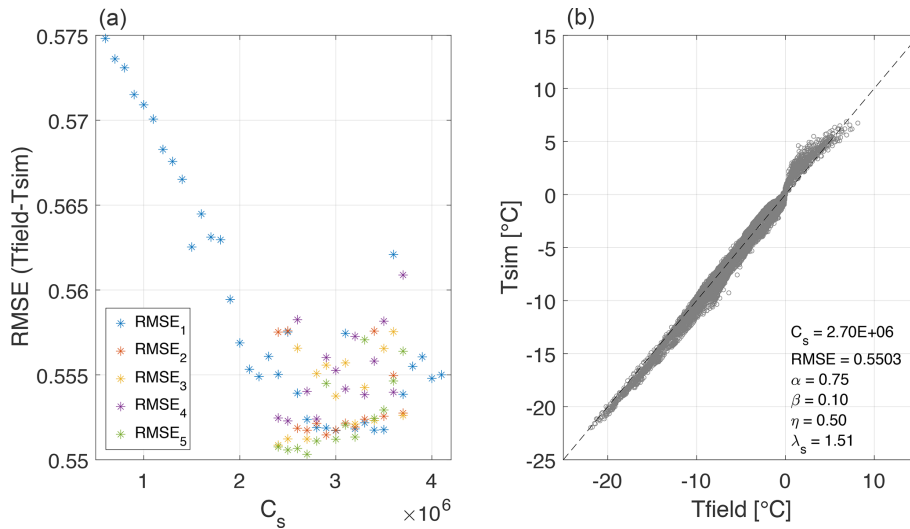 (a)
0.575
0.57
0.565
0.56
0.555
0.55
RMSE (Tfield-Tsim)
RMSE₁
RMSE₂
RMSE₃
RMSE₄
RMSE₅
1 2 3 4
×10⁶
Cₛ
(b)
15
10
5
0
-5
-10
-15
-20
-25
Tsim [°C]
Cₛ = 2.70E+06
RMSE = 0.5503
α = 0.75
β = 0.10
η = 0.50
λₛ = 1.51
-20 -10 0 10
Tfield [°C]